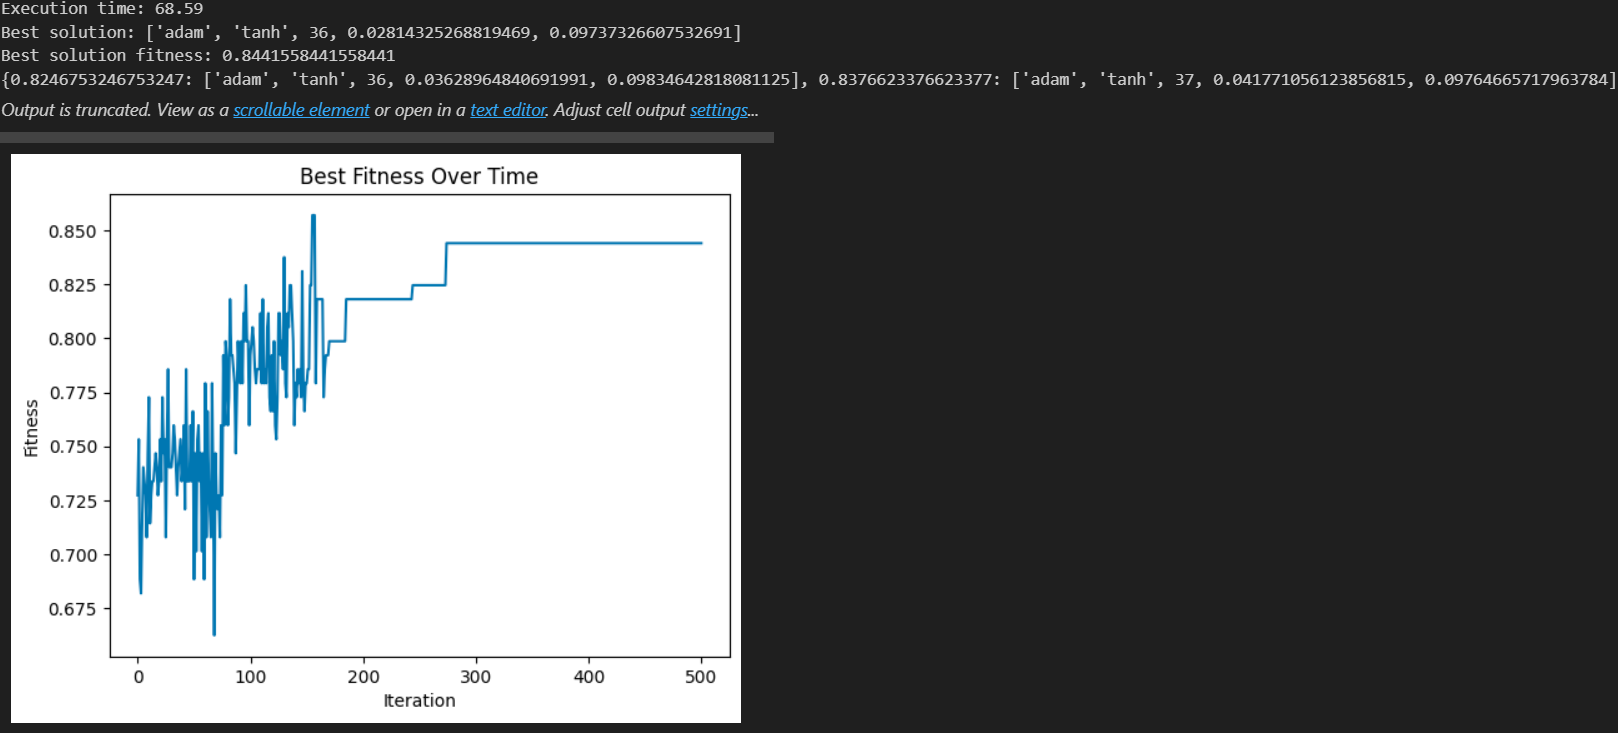 Execution time: 68.59
Best solution: ['adam', 'tanh', 36, 0.02814325268819469, 0.09737326607532691]
Best solution fitness: 0.8441558441558441
{0.8246753246753247: ['adam', 'tanh', 36, 0.03628964840691991, 0.09834642818081125], 0.8376623376623377: ['adam', 'tanh', 37, 0.041771056123856815, 0.09764665717963784]
Output is truncated. View as a scrollable element or open in a text editor. Adjust cell output settings...
Best Fitness Over Time
0.850
0.825
0.800
0.775
0.750
0.725
0.700
0.675
Fitness
0 100 200 300 400 500
Iteration